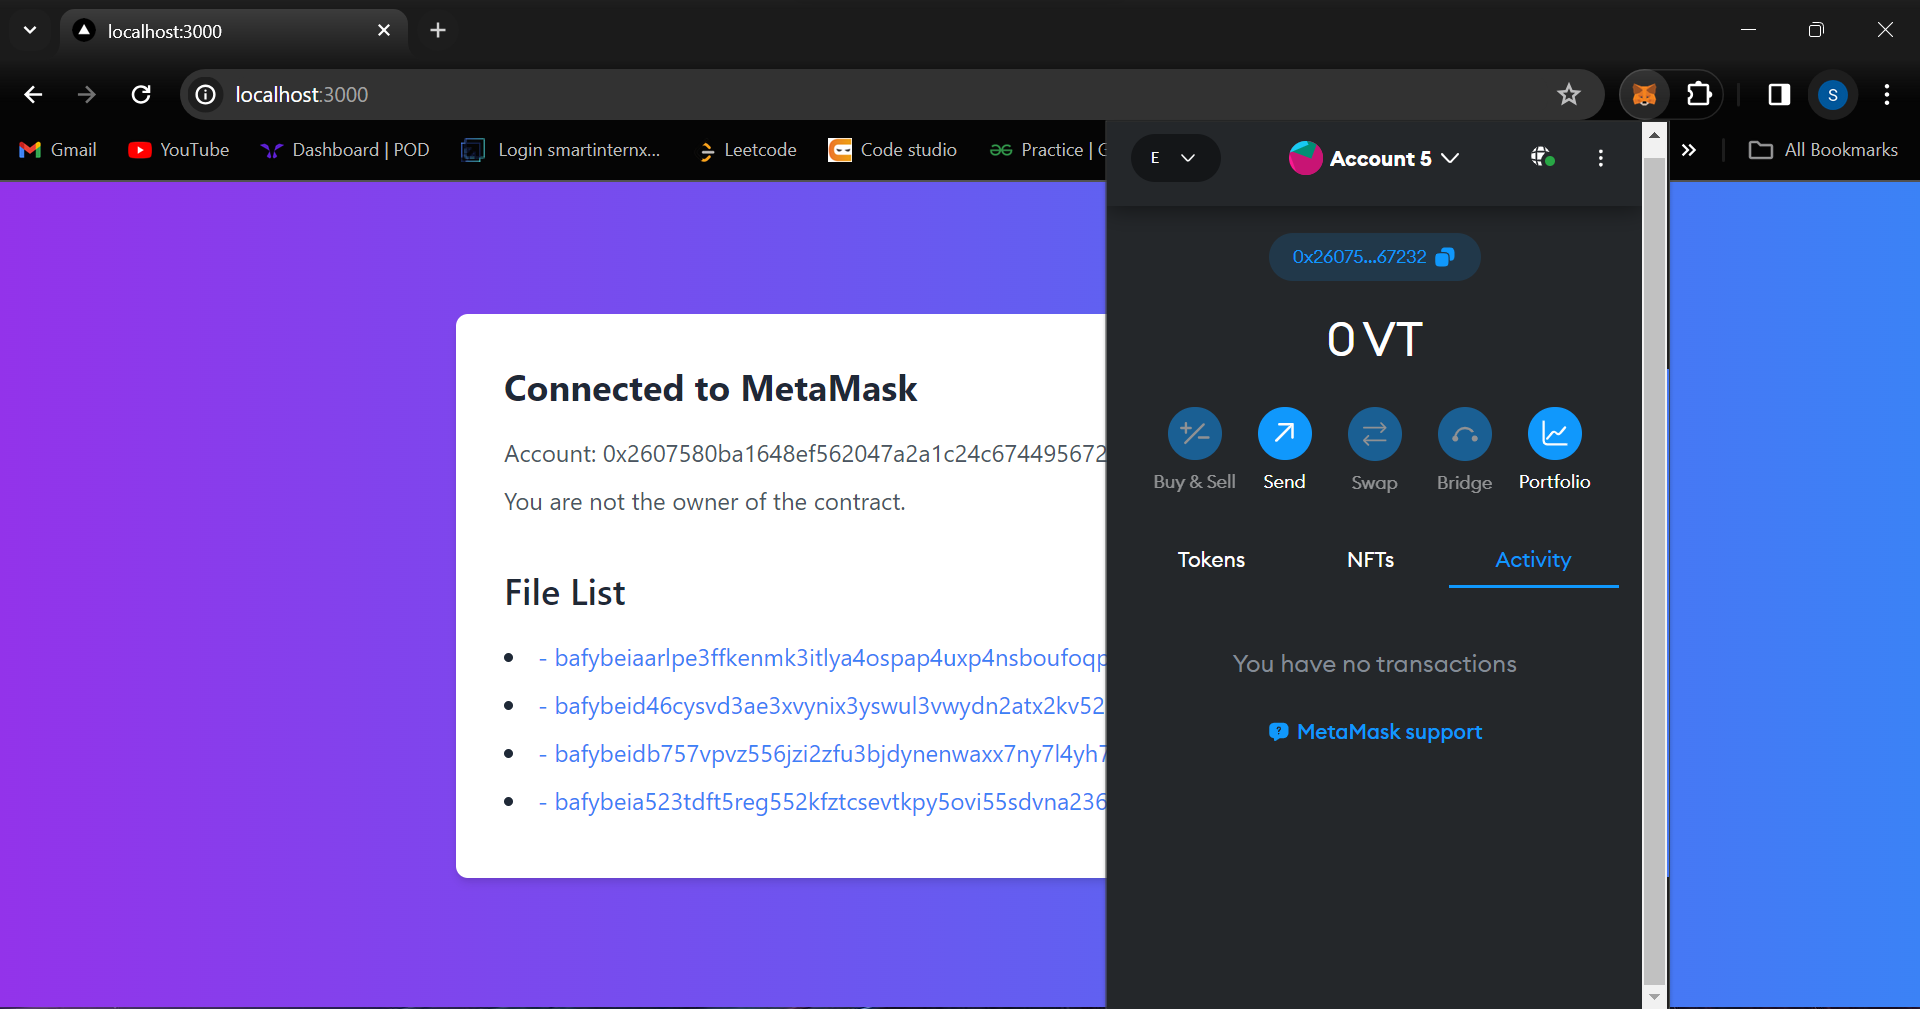 localhost:3000
localhost:3000
S
Gmail
YouTube
Dashboard | POD
Login smartinternx...
Leetcode
Code studio
Practice | G
All Bookmarks
E
Account 5
0x26075...67232
0 VT
Buy & Sell
Send
Swap
Bridge
Portfolio
Tokens
NFTs
Activity
You have no transactions
MetaMask support
Connected to MetaMask
Account: 0x2607580ba1648ef562047a2a1c24c674495672
You are not the owner of the contract.
File List
- bafybeiaarlpe3ffkenmk3itlya4ospap4uxp4nsboufoqp
- bafybeid46cysvd3ae3xvynix3yswul3vwydn2atx2kv52
- bafybeidb757vpvz556jzi2zfu3bjdynenwaxx7ny7l4yh7
- bafybeia523tdft5reg552kfztcsevtkpy5ovi55sdvna236